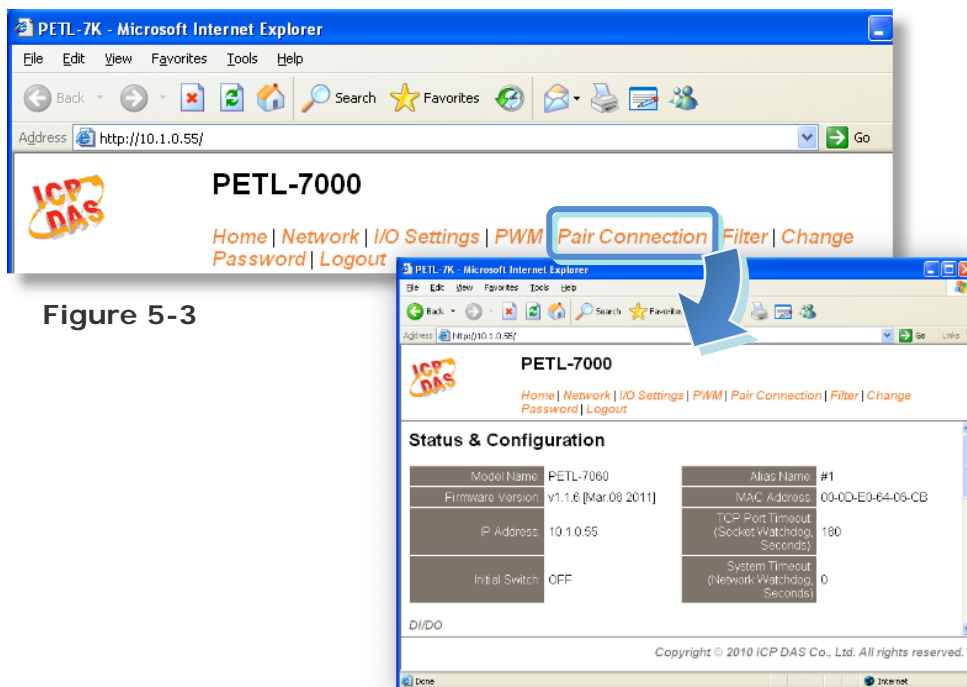 PETL-7K - Microsoft Internet Explorer
File Edit View Favorites Tools Help
Back Search Favorites
Address http://10.1.0.55/ Go
ICP DAS
PETL-7000
Home | Network | I/O Settings | PWM | Pair Connection | Filter | Change
Password | Logout
Figure 5-3
PETL-7K - Microsoft Internet Explorer
File Edit View Favorites Tools Help
Back Search
Address http://10.1.0.55/ Go Links
ICP DAS
PETL-7000
Home | Network | I/O Settings | PWM | Pair Connection | Filter | Change
Password | Logout
Status & Configuration
Model Name: PETL-7060 Alias Name: #1
Firmware Version: v1.1.6 [Mar.08 2011] MAC Address: 00-0D-E0-64-06-CB
IP Address: 10.1.0.55 TCP Port Timeout
(Socket Watchdog, 180
Seconds)
Initial Switch: OFF System Timeout
(Network Watchdog, 0
Seconds)
DI/DO
Copyright © 2010 ICP DAS Co., Ltd. All rights reserved.
Done Internet